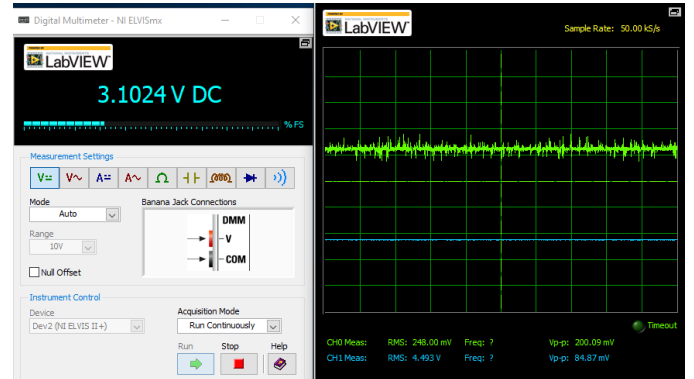 Digital Multimeter - NI ELVISmx
LabVIEW
3.1024 V DC
% FS
Measurement Settings
V
V
A
A
Ω
Mode
Auto
Banana Jack Connections
DMM
V
COM
Range
10V
Null Offset
Instrument Control
Device
Dev2 (NI ELVIS II+)
Acquisition Mode
Run Continuously
Run
Stop
Help
LabVIEW
Sample Rate: 50.00 kS/s
Timeout
CH0 Meas: RMS: 248.00 mV Freq: ? Vp-p: 200.09 mV
CH1 Meas: RMS: 4.493 V Freq: ? Vp-p: 84.87 mV